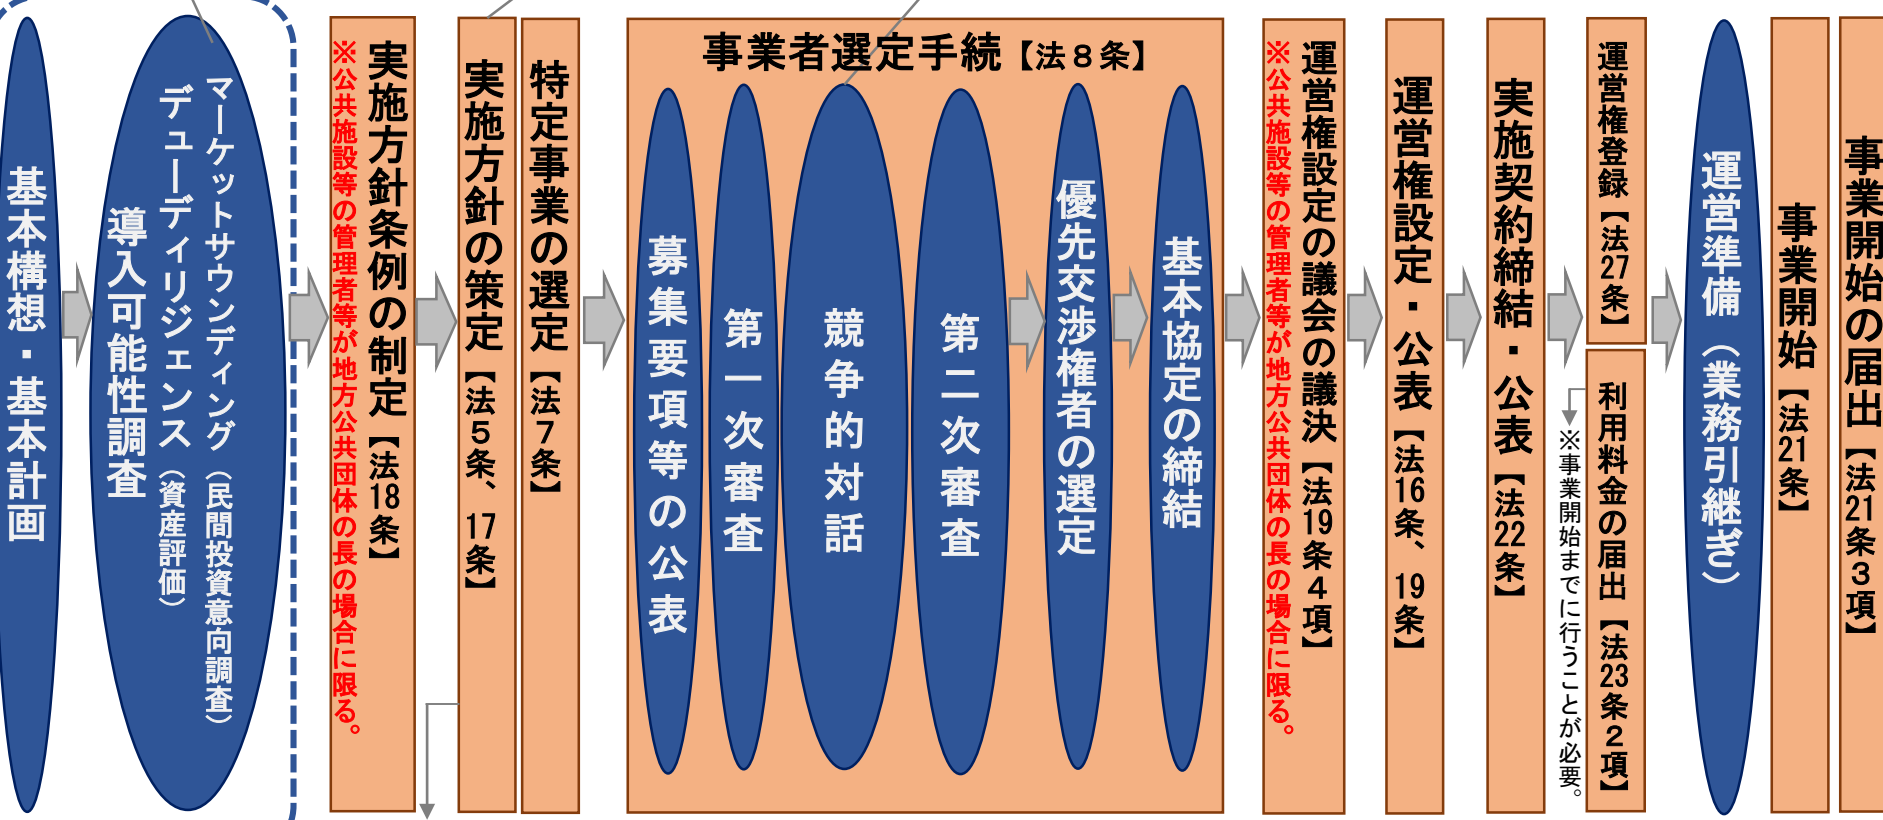 基本構想・基本計画
導入可能性調査
デューディリジェンス（資産評価）
マーケットサウンディング（民間投資意向調査）
実施方針条例の制定【法18条】
※公共施設等の管理者等が地方公共団体の長の場合に限る。
実施方針の策定【法５条、17条】
特定事業の選定【法７条】
事業者選定手続【法８条】
募集要項等の公表
第一次審査
競争的対話
第二次審査
優先交渉権者の選定
基本協定の締結
運営権設定の議会の議決【法19条４項】
※公共施設等の管理者等が地方公共団体の長の場合に限る。
運営権設定・公表【法16条、19条】
実施契約締結・公表【法22条】
運営権登録【法27条】
利用料金の届出【法23条２項】
※事業開始までに行うことが必要。
運営準備（業務引継ぎ）
事業開始【法21条】
事業開始の届出【法21条３項】